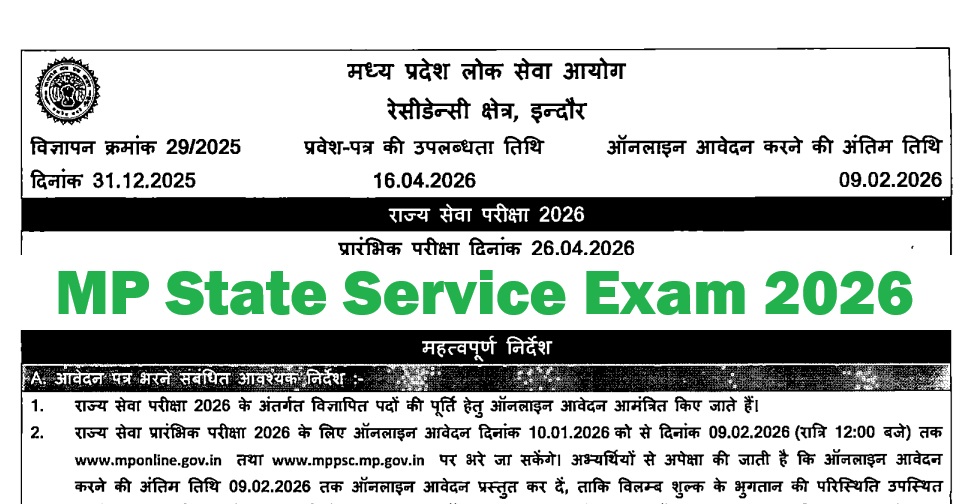 मध्य प्रदेश लोक सेवा आयोग
रेसीडेन्सी क्षेत्र, इन्दौर
विज्ञापन क्रमांक 29/2025 प्रवेश-पत्र की उपलब्धता तिथि ऑनलाइन आवेदन करने की अंतिम तिथि
दिनांक 31.12.2025 16.04.2026 09.02.2026
राज्य सेवा परीक्षा 2026
प्रारंभिक परीक्षा दिनांक 26.04.2026
MP State Service Exam 2026
महत्वपूर्ण निर्देश
A. आवेदन पत्र भरने संबंधित आवश्यक निर्देश :-
1. राज्य सेवा परीक्षा 2026 के अंतर्गत विज्ञापित पदों की पूर्ति हेतु ऑनलाइन आवेदन आमंत्रित किए जाते हैं।
2. राज्य सेवा प्रारंभिक परीक्षा 2026 के लिए ऑनलाइन आवेदन दिनांक 10.01.2026 को से दिनांक 09.02.2026 (रात्रि 12:00 बजे) तक
www.mponline.gov.in तथा www.mppsc.mp.gov.in पर भरे जा सकेंगे। अभ्यर्थियों से अपेक्षा की जाती है कि ऑनलाइन आवेदन
करने की अंतिम तिथि 09.02.2026 तक ऑनलाइन आवेदन प्रस्तुत कर दें, ताकि विलम्ब शुल्क के भुगतान की परिस्थिति उपस्थित